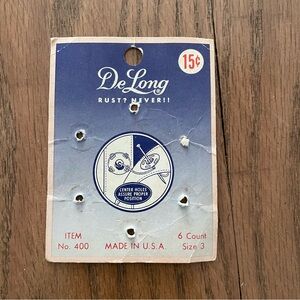 15¢
DeLong
RUST? NEVER!!
CENTER HOLES
ASSURE PROPER
POSITION
ITEM
No. 400
MADE IN U.S.A.
6 Count
Size 3